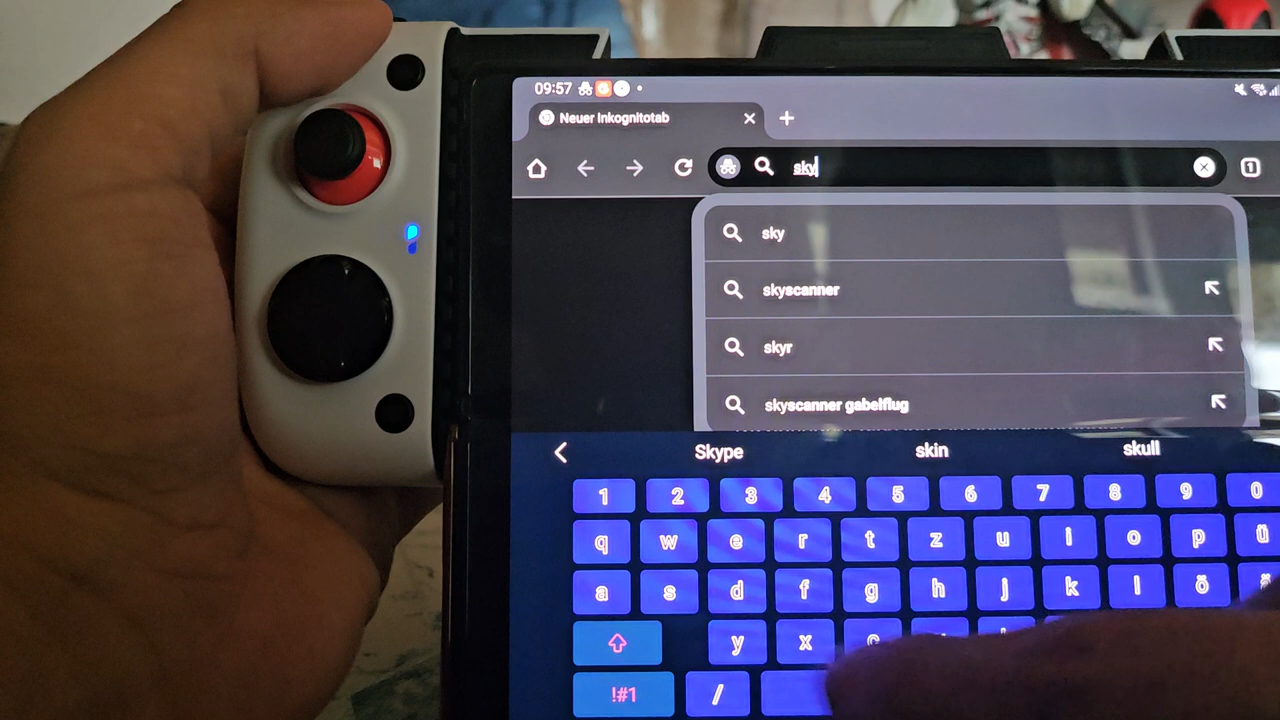 09:57
Neuer Inkognitotab
1
sky
sky
skyscanner
skyr
skyscanner gabelflug
Skype skin skull
1 2 3 4 5 6 7 8 9 0
q w e r t z u i o p ü
a s d f g h j k l ö
y x c
!#1 /